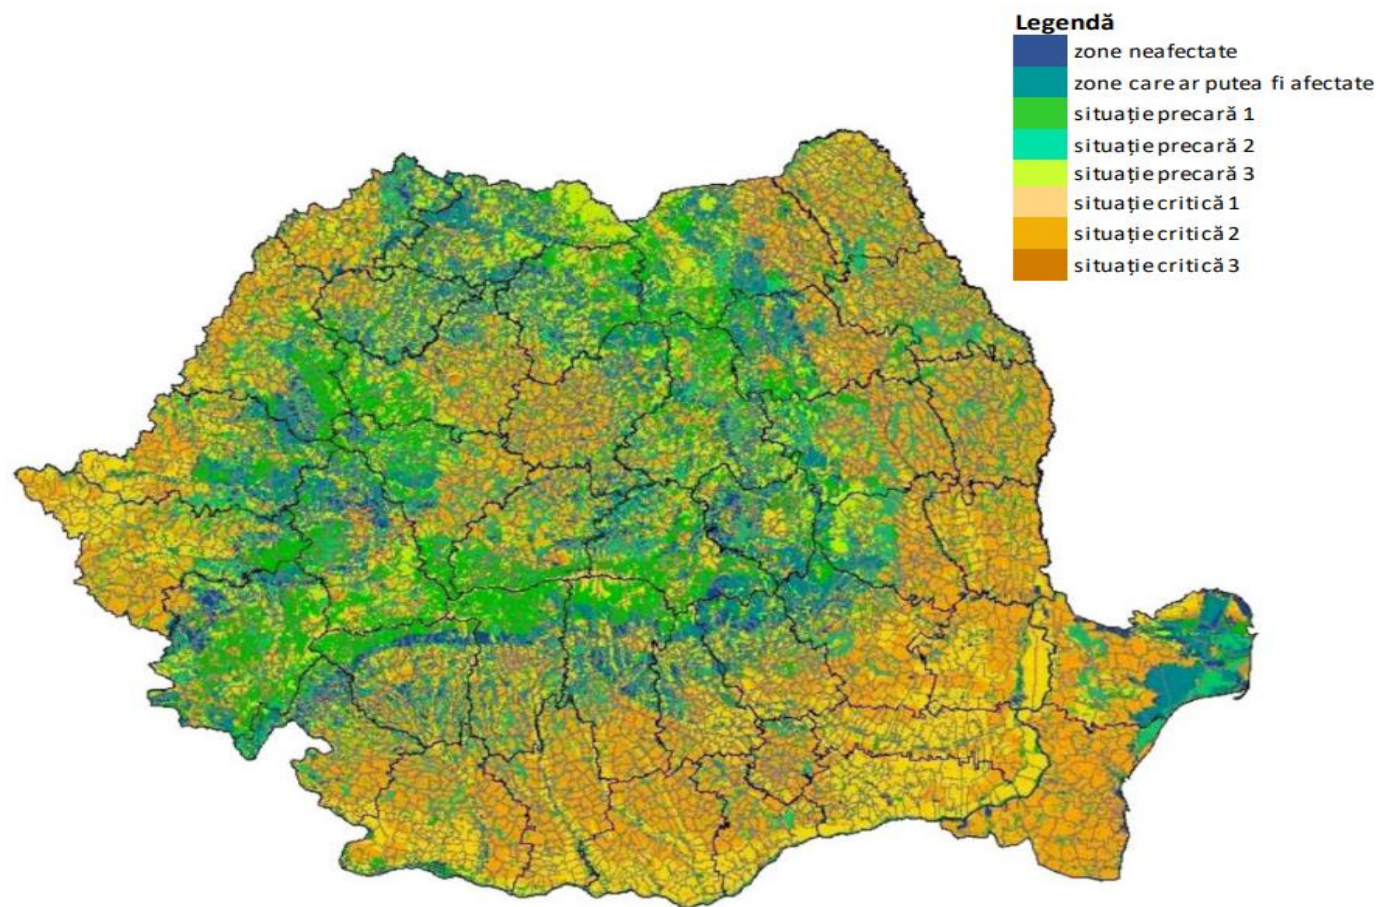 Legendă
zone neafectate
zone care ar putea fi afectate
situație precară 1
situație precară 2
situație precară 3
situație critică 1
situație critică 2
situație critică 3